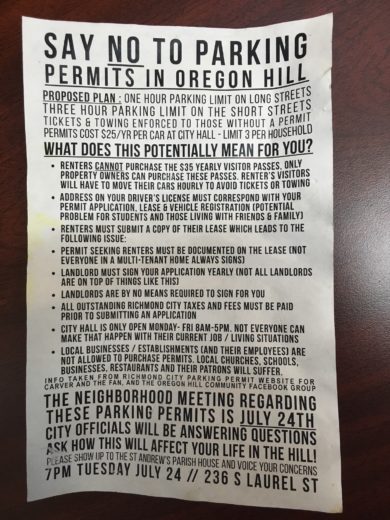 SAY NO TO PARKING
PERMITS IN OREGON HILL
PROPOSED PLAN : ONE HOUR PARKING LIMIT ON LONG STREETS
THREE HOUR PARKING LIMIT ON THE SHORT STREETS
TICKETS & TOWING ENFORCED TO THOSE WITHOUT A PERMIT
PERMITS COST $25/YR PER CAR AT CITY HALL - LIMIT 3 PER HOUSEHOLD
WHAT DOES THIS POTENTIALLY MEAN FOR YOU?
• RENTERS CANNOT PURCHASE THE $35 YEARLY VISITOR PASSES, ONLY
PROPERTY OWNERS CAN PURCHASE THESE PASSES. RENTER'S VISITORS
WILL HAVE TO MOVE THEIR CARS HOURLY TO AVOID TICKETS OR TOWING
• ADDRESS ON YOUR DRIVER'S LICENSE MUST CORRESPOND WITH YOUR
PERMIT APPLICATION, LEASE & VEHICLE REGISTRATION (POTENTIAL
PROBLEM FOR STUDENTS AND THOSE LIVING WITH FRIENDS & FAMILY)
• RENTERS MUST SUBMIT A COPY OF THEIR LEASE WHICH LEADS TO THE
FOLLOWING ISSUE:
• PERMIT SEEKING RENTERS MUST BE DOCUMENTED ON THE LEASE (NOT
EVERYONE IN A MULTI-TENANT HOME ALWAYS SIGNS)
• LANDLORD MUST SIGN YOUR APPLICATION YEARLY (NOT ALL LANDLORDS
ARE ON TOP OF THINGS LIKE THIS)
• LANDLORDS ARE BY NO MEANS REQUIRED TO SIGN FOR YOU
• ALL OUTSTANDING RICHMOND CITY TAXES AND FEES MUST BE PAID
PRIOR TO SUBMITTING AN APPLICATION
• CITY HALL IS ONLY OPEN MONDAY- FRI 8AM-5PM. NOT EVERYONE CAN
MAKE THAT HAPPEN WITH THEIR CURRENT JOB / LIVING SITUATIONS
• LOCAL BUSINESSES / ESTABLISHMENTS (AND THEIR EMPLOYEES) ARE
NOT ALLOWED TO PURCHASE PERMITS. LOCAL CHURCHES, SCHOOLS,
BUSINESSES, RESTAURANTS AND THEIR PATRONS WILL SUFFER.
INFO TAKEN FROM RICHMOND CITY PARKING PERMIT WEBSITE FOR
CARVER AND THE FAN, AND THE OREGON HILL COMMUNITY FACEBOOK GROUP
THE NEIGHBORHOOD MEETING REGARDING
THESE PARKING PERMITS IS JULY 24TH
CITY OFFICIALS WILL BE ANSWERING QUESTIONS
ASK HOW THIS WILL AFFECT YOUR LIFE IN THE HILL!
PLEASE SHOW UP TO THE ST ANDREW'S PARISH HOUSE AND VOICE YOUR CONCERNS
7PM TUESDAY JULY 24 // 236 S LAUREL ST